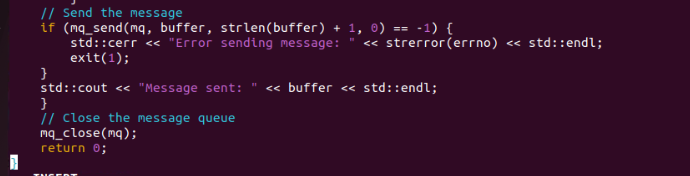 }
// Send the message
if (mq_send(mq, buffer, strlen(buffer) + 1, 0) == -1) {
std::cerr << "Error sending message: " << strerror(errno) << std::endl;
exit(1);
}
std::cout << "Message sent: " << buffer << std::endl;
}
// Close the message queue
mq_close(mq);
return 0;
}
INSERT